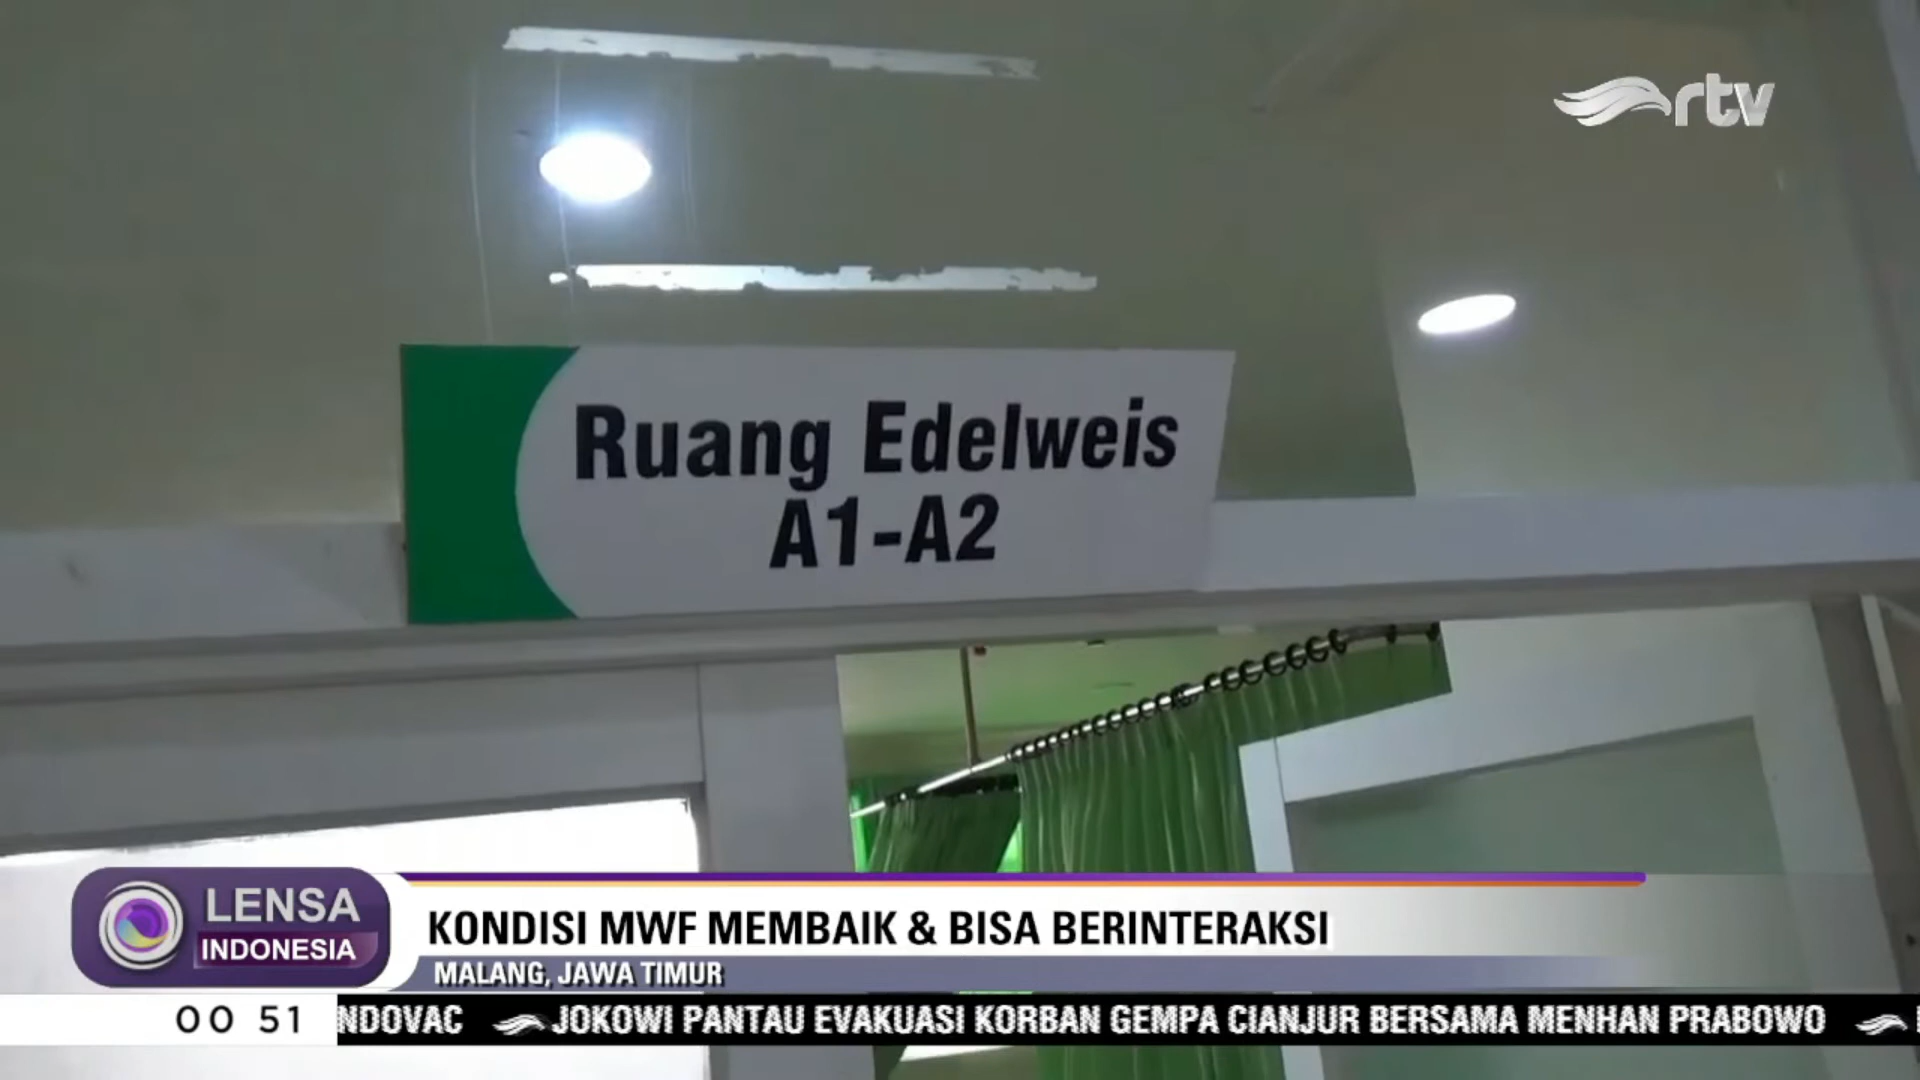 rtv
Ruang Edelweis
A1-A2
LENSA
INDONESIA
KONDISI MWF MEMBAIK & BISA BERINTERAKSI
MALANG, JAWA TIMUR
00 51
NDOVAC JOKOWI PANTAU EVAKUASI KORBAN GEMPA CIANJUR BERSAMA MENHAN PRABOWO